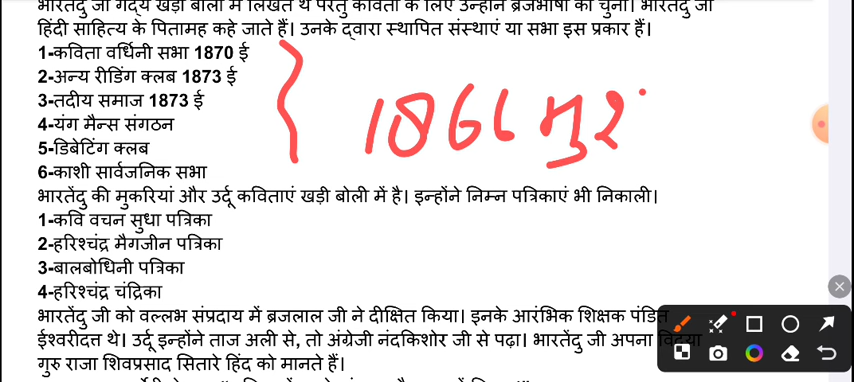 भारतेंदु जी गद्य खड़ी बोली में लिखते थे परंतु कविता के लिए उन्होंने ब्रजभाषा को चुना। भारतेंदु जी
हिंदी साहित्य के पितामह कहे जाते हैं। उनके द्वारा स्थापित संस्थाएं या सभा इस प्रकार हैं।
1-कविता वर्धिनी सभा 1870 ई
2-अन्य रीडिंग क्लब 1873 ई
3-तदीय समाज 1873 ई
4-यंग मैन्स संगठन
5-डिबेटिंग क्लब
6-काशी सार्वजनिक सभा
भारतेंदु की मुकरियां और उर्दू कविताएं खड़ी बोली में है। इन्होंने निम्न पत्रिकाएं भी निकाली।
1-कवि वचन सुधा पत्रिका
2-हरिश्चंद्र मैगजीन पत्रिका
3-बालबोधिनी पत्रिका
4-हरिश्चंद्र चंद्रिका
भारतेंदु जी को वल्लभ संप्रदाय में ब्रजलाल जी ने दीक्षित किया। इनके आरंभिक शिक्षक पंडित
ईश्वरीदत्त थे। उर्दू इन्होंने ताज अली से, तो अंग्रेजी नंदकिशोर जी से पढ़ा। भारतेंदु जी अपना विद्या
गुरु राजा शिवप्रसाद सितारे हिंद को मानते हैं।